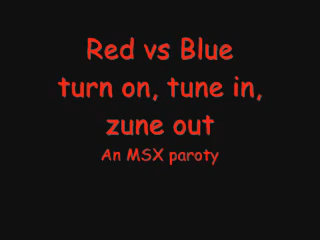 Red vs Blue
turn on, tune in,
zune out
An MSX paroty